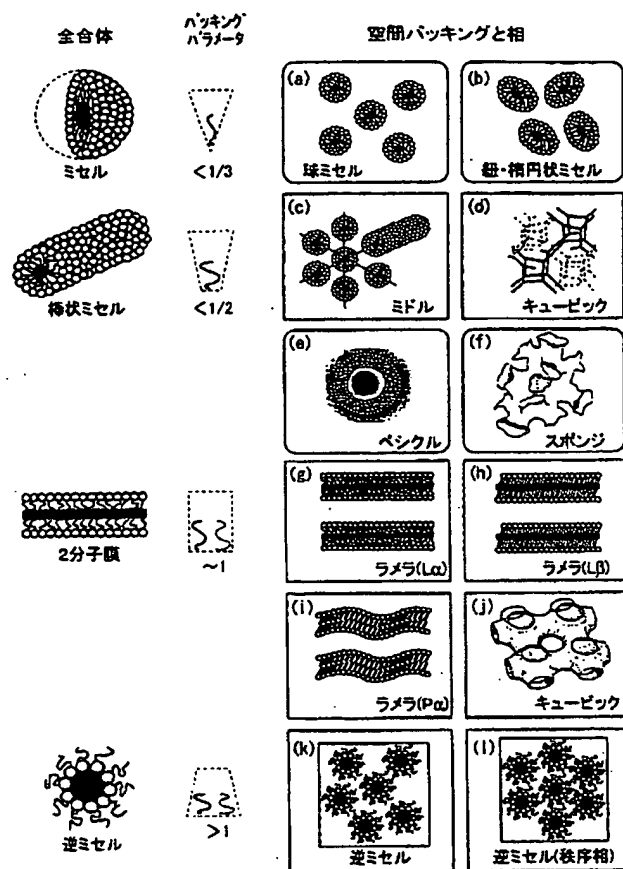 全合体
パッキング
パラメータ
空間パッキングと相
ミセル
<1/3
(a)
球ミセル
(b)
紐・楕円状ミセル
棒状ミセル
<1/2
(c)
ミドル
(d)
キュービック
(e)
ベシクル
(f)
スポンジ
2分子膜
~1
(g)
ラメラ(Lα)
(h)
ラメラ(Lβ)
(i)
ラメラ(Pα)
(j)
キュービック
逆ミセル
>1
(k)
逆ミセル
(l)
逆ミセル(秩序相)